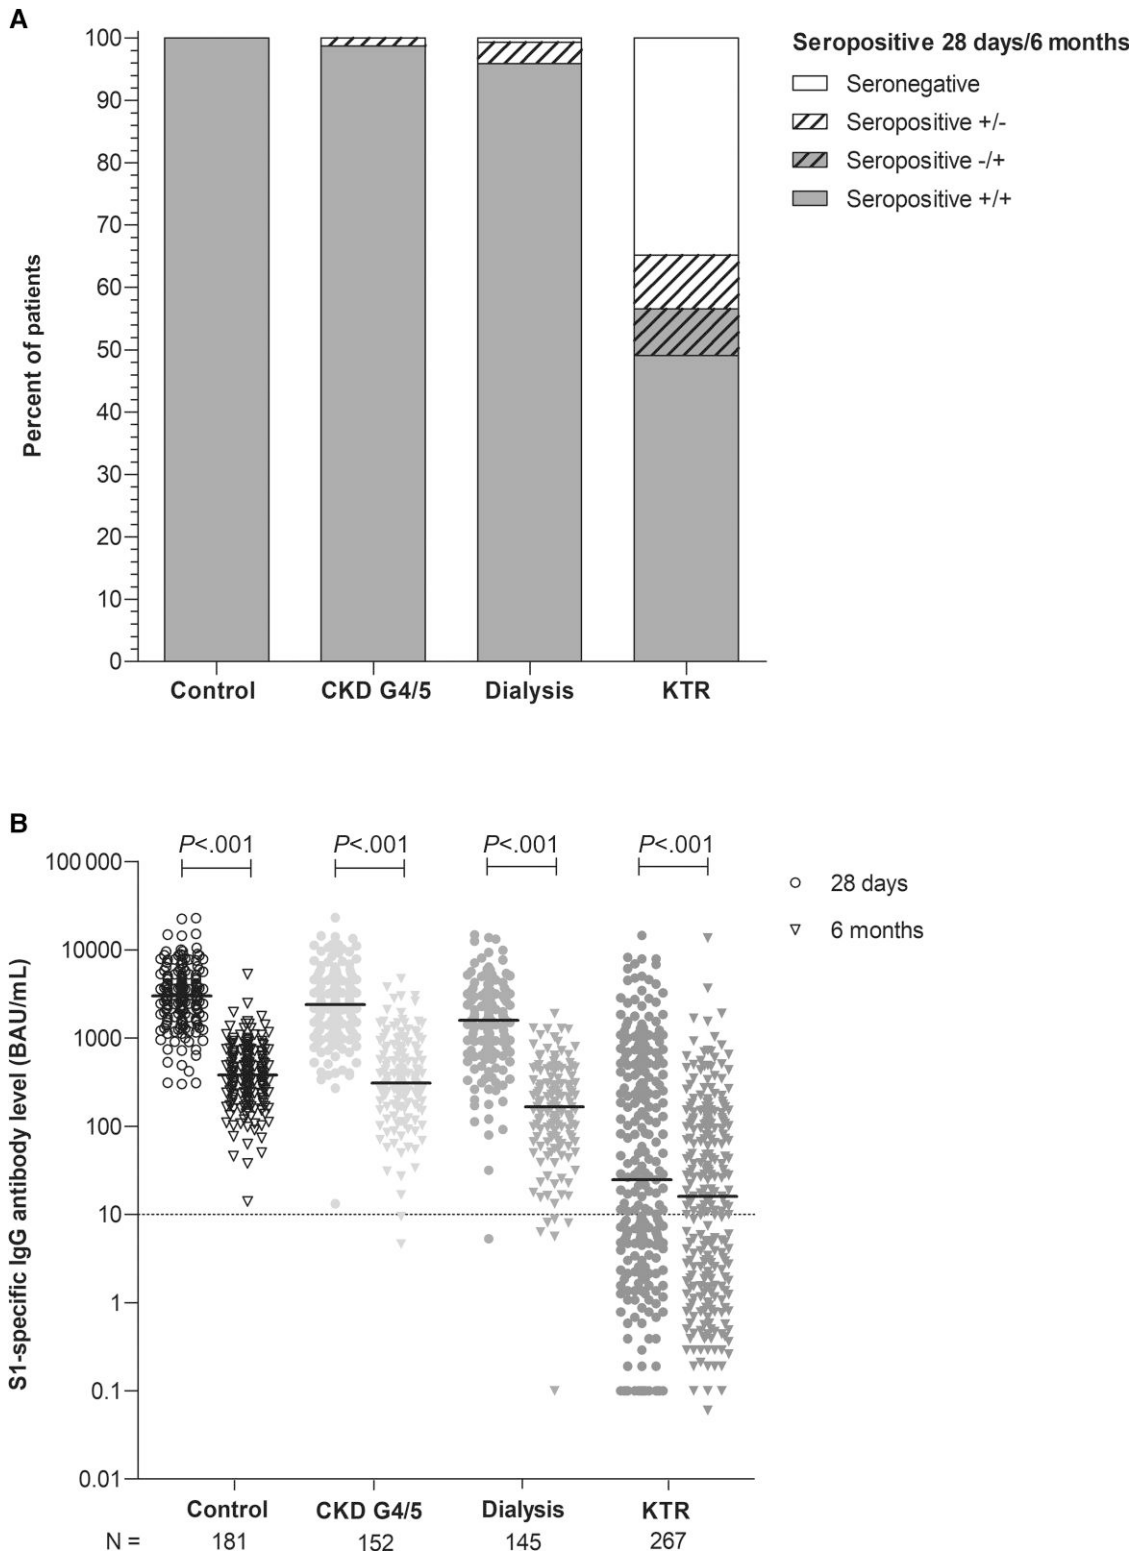 A
Seropositive 28 days/6 months
Seronegative
Seropositive +/-
Seropositive -/+
Seropositive +/+
Percent of patients
100
90
80
70
60
50
40
30
20
10
0
Control CKD G4/5 Dialysis KTR
B
P<.001 P<.001 P<.001 P<.001
28 days
6 months
S1-specific IgG antibody level (BAU/mL)
100 000
10000
1000
100
10
1
0.1
0.01
Control CKD G4/5 Dialysis KTR
N = 181 152 145 267